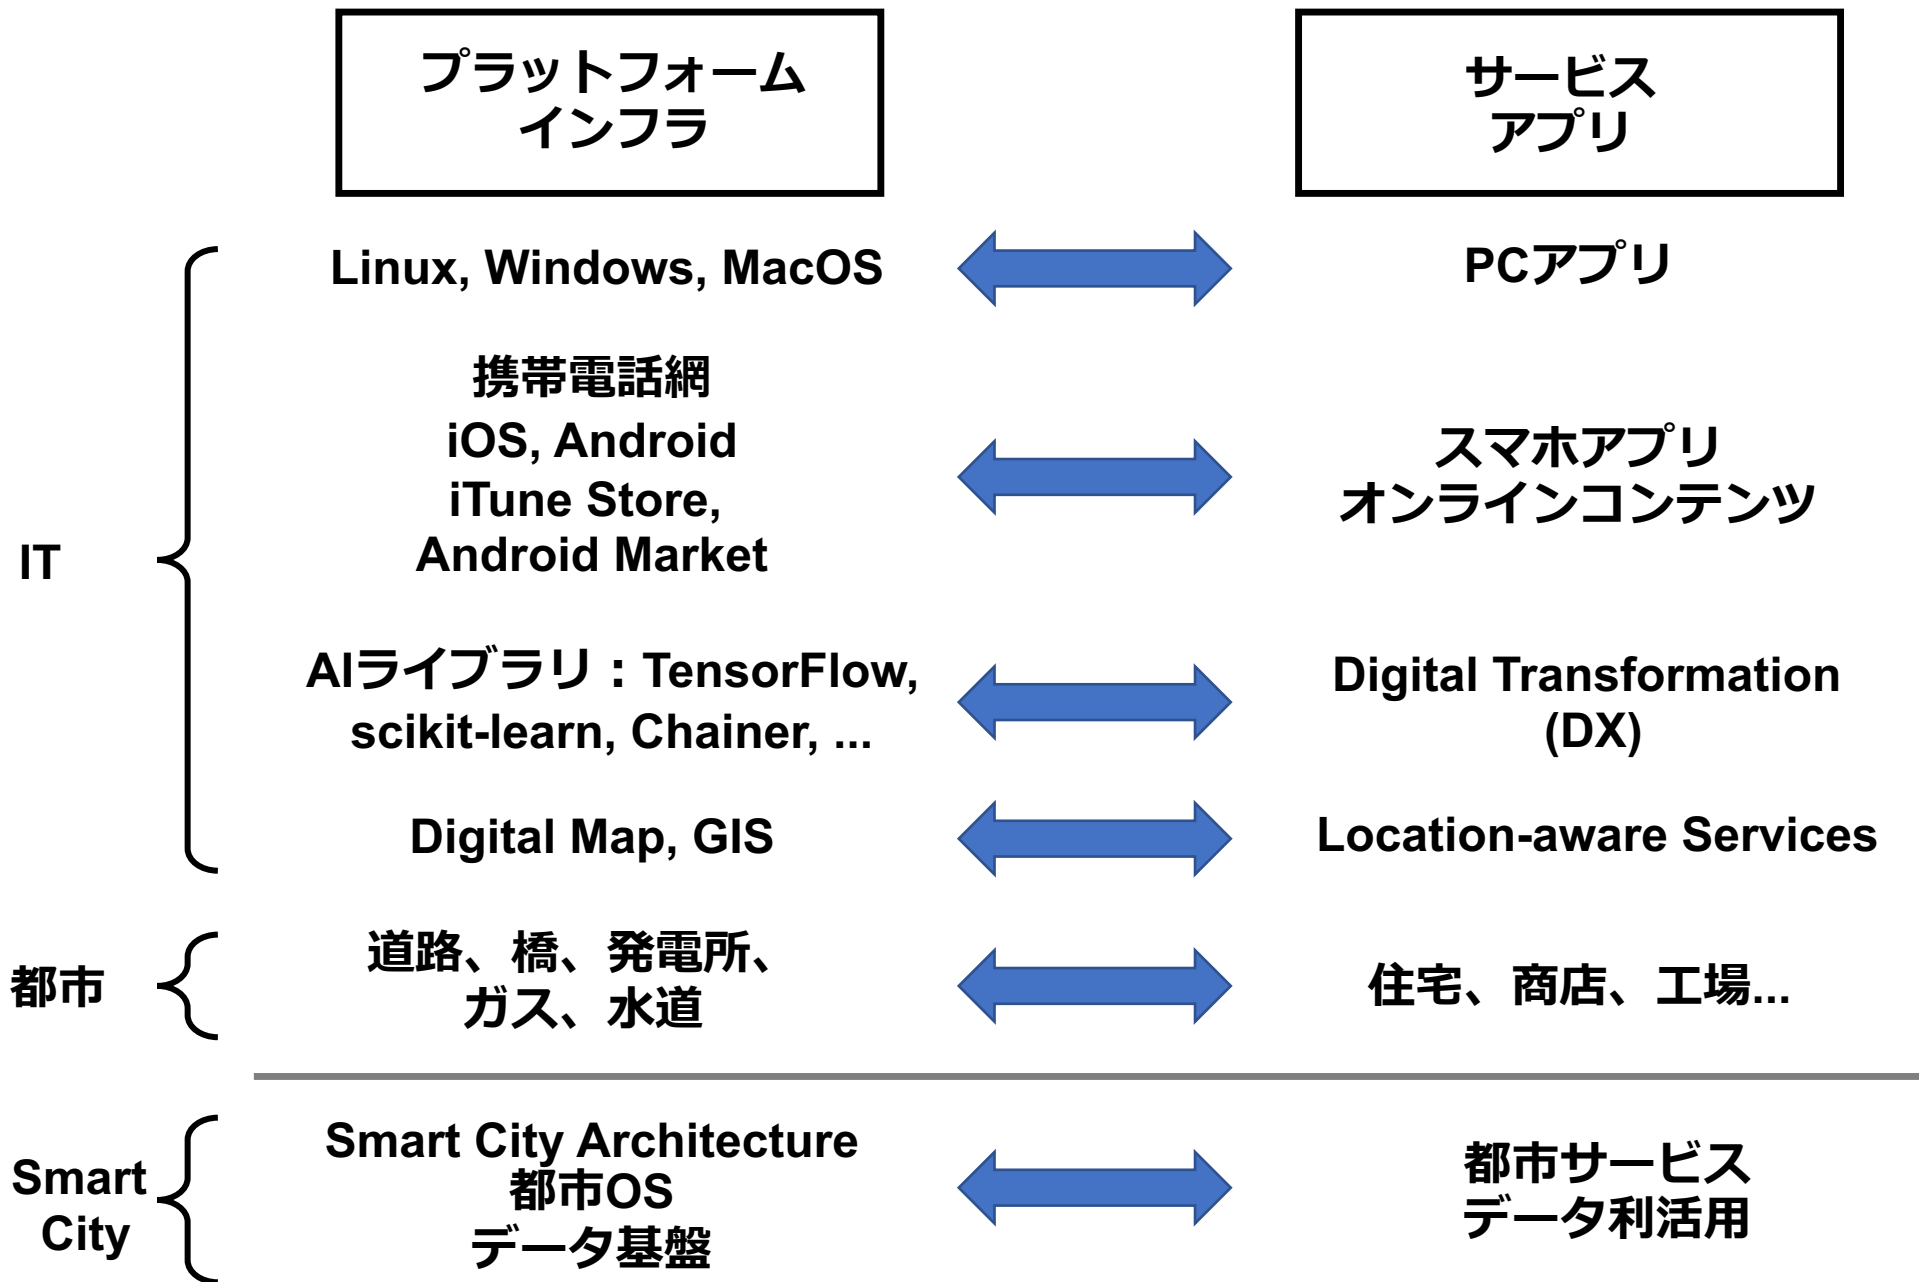 プラットフォーム
インフラ
サービス
アプリ
IT
Linux, Windows, MacOS
PCアプリ
携帯電話網
iOS, Android
iTune Store,
Android Market
スマホアプリ
オンラインコンテンツ
AIライブラリ：TensorFlow,
scikit-learn, Chainer, ...
Digital Transformation
(DX)
Digital Map, GIS
Location-aware Services
都市
道路、橋、発電所、
ガス、水道
住宅、商店、工場...
Smart
City
Smart City Architecture
都市OS
データ基盤
都市サービス
データ利活用